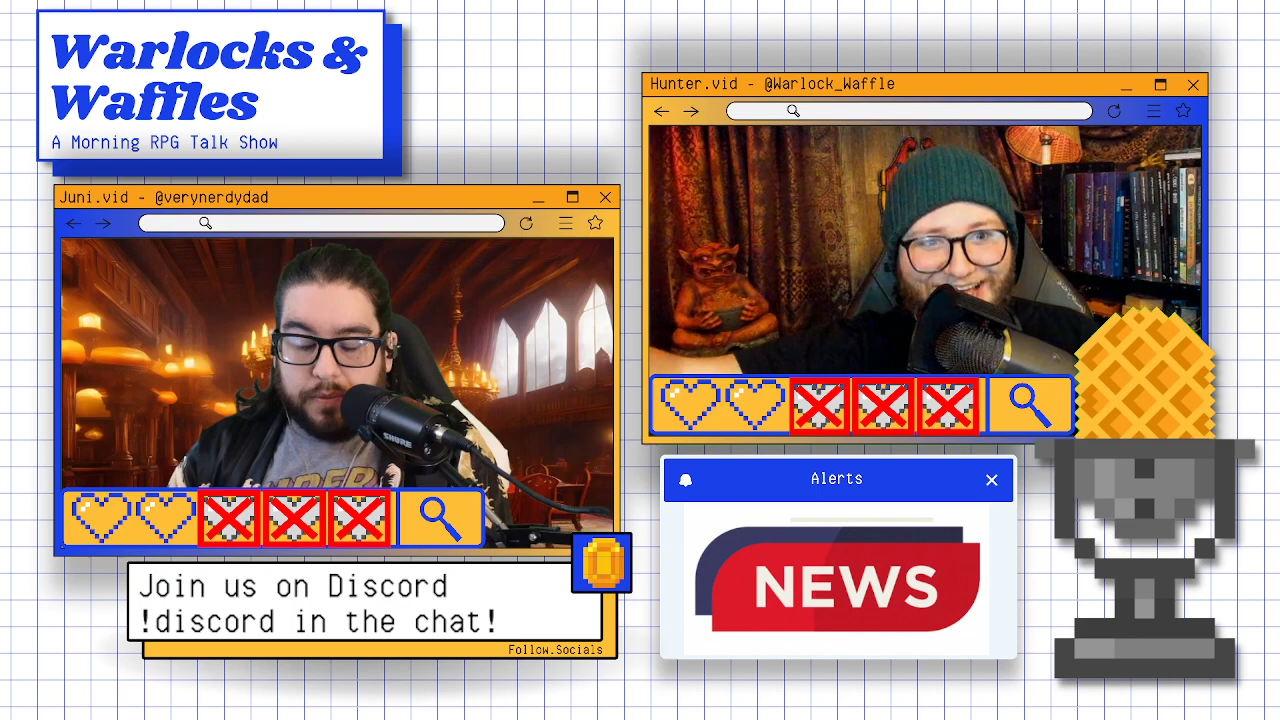 Warlocks &
Waffles
A Morning RPG Talk Show
Juni.vid - @verynerdydad
Hunter.vid - @Warlock_Waffle
SHURE
Alerts
NEWS
Join us on Discord
!discord in the chat!
Follow.Socials